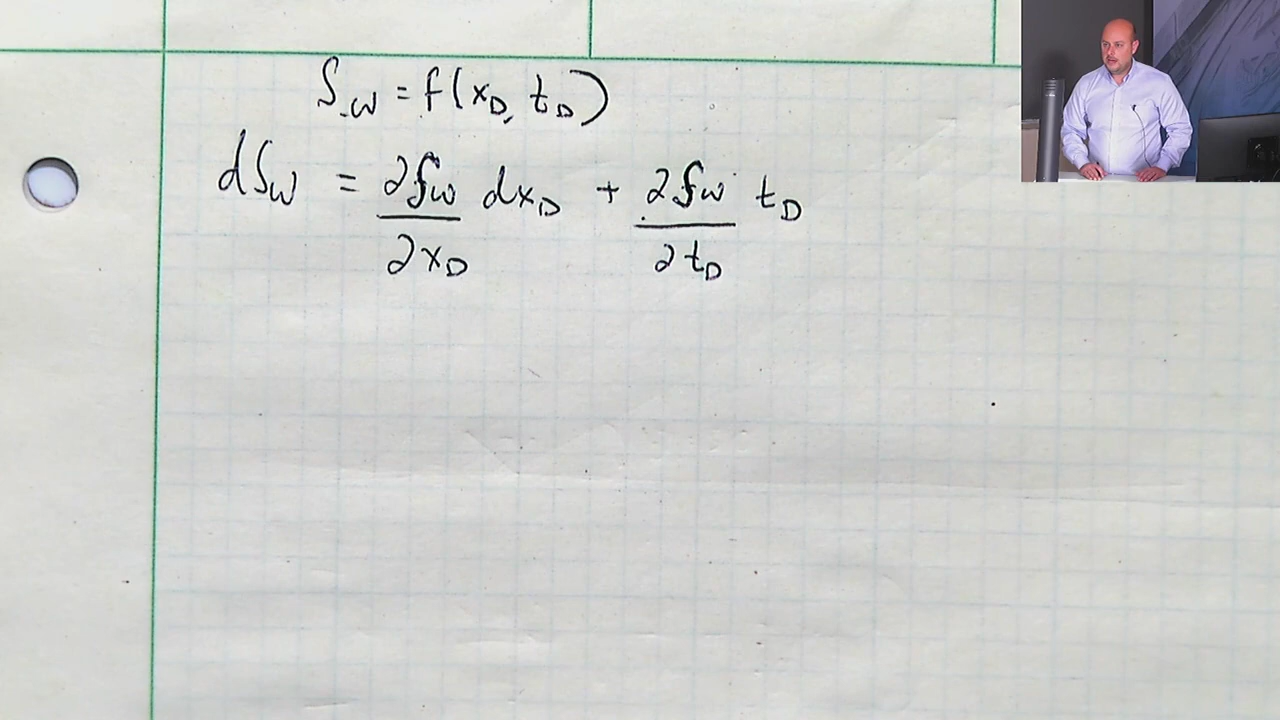 S_w = f(x_D, t_D)
dS_w = ∂f_w/∂x_D dx_D + ∂f_w/∂t_D t_D